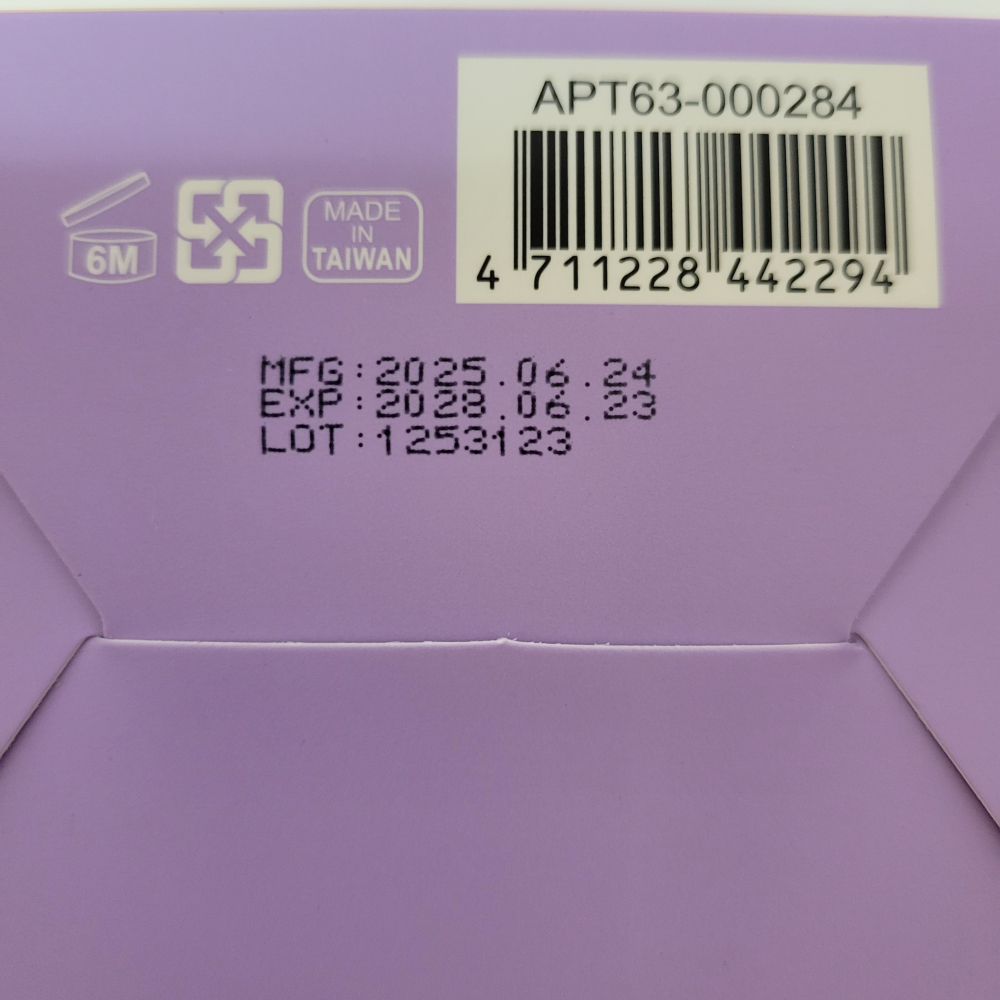 APT63-000284
4 711228 442294
6M
MADE
IN
TAIWAN
MFG:2025.06.24
EXP:2028.06.23
LOT:1253123